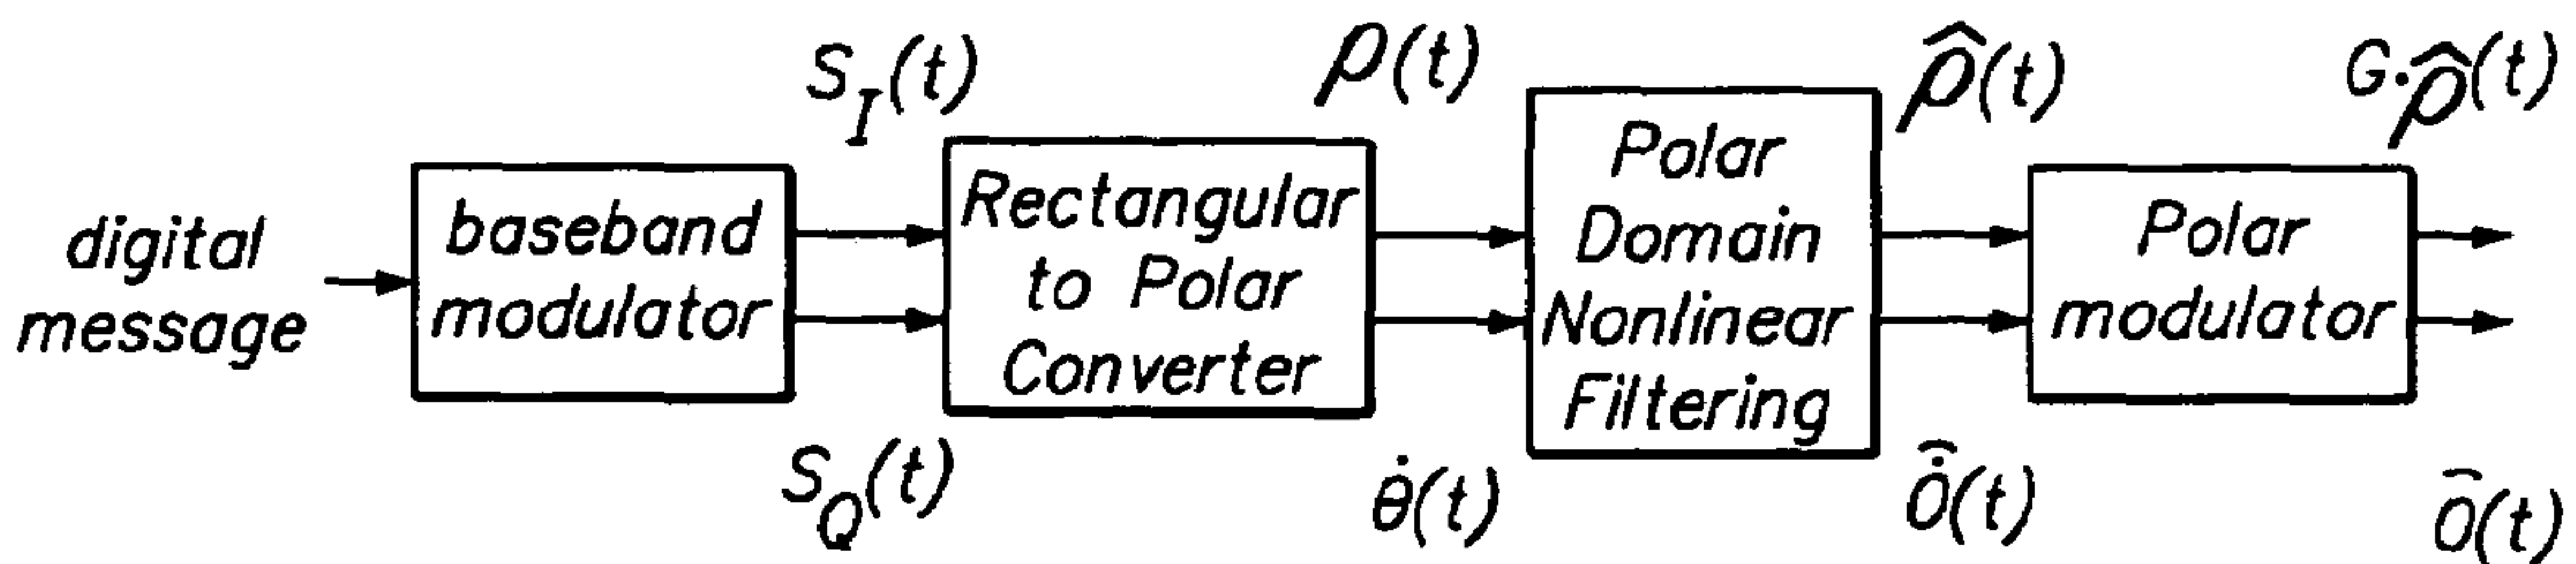 digital
message
baseband
modulator
S_I(t)
S_Q(t)
Rectangular
to Polar
Converter
ρ(t)
θ̇(t)
Polar
Domain
Nonlinear
Filtering
ρ̂(t)
ȯ̂(t)
Polar
modulator
G·ρ̂(t)
ô(t)